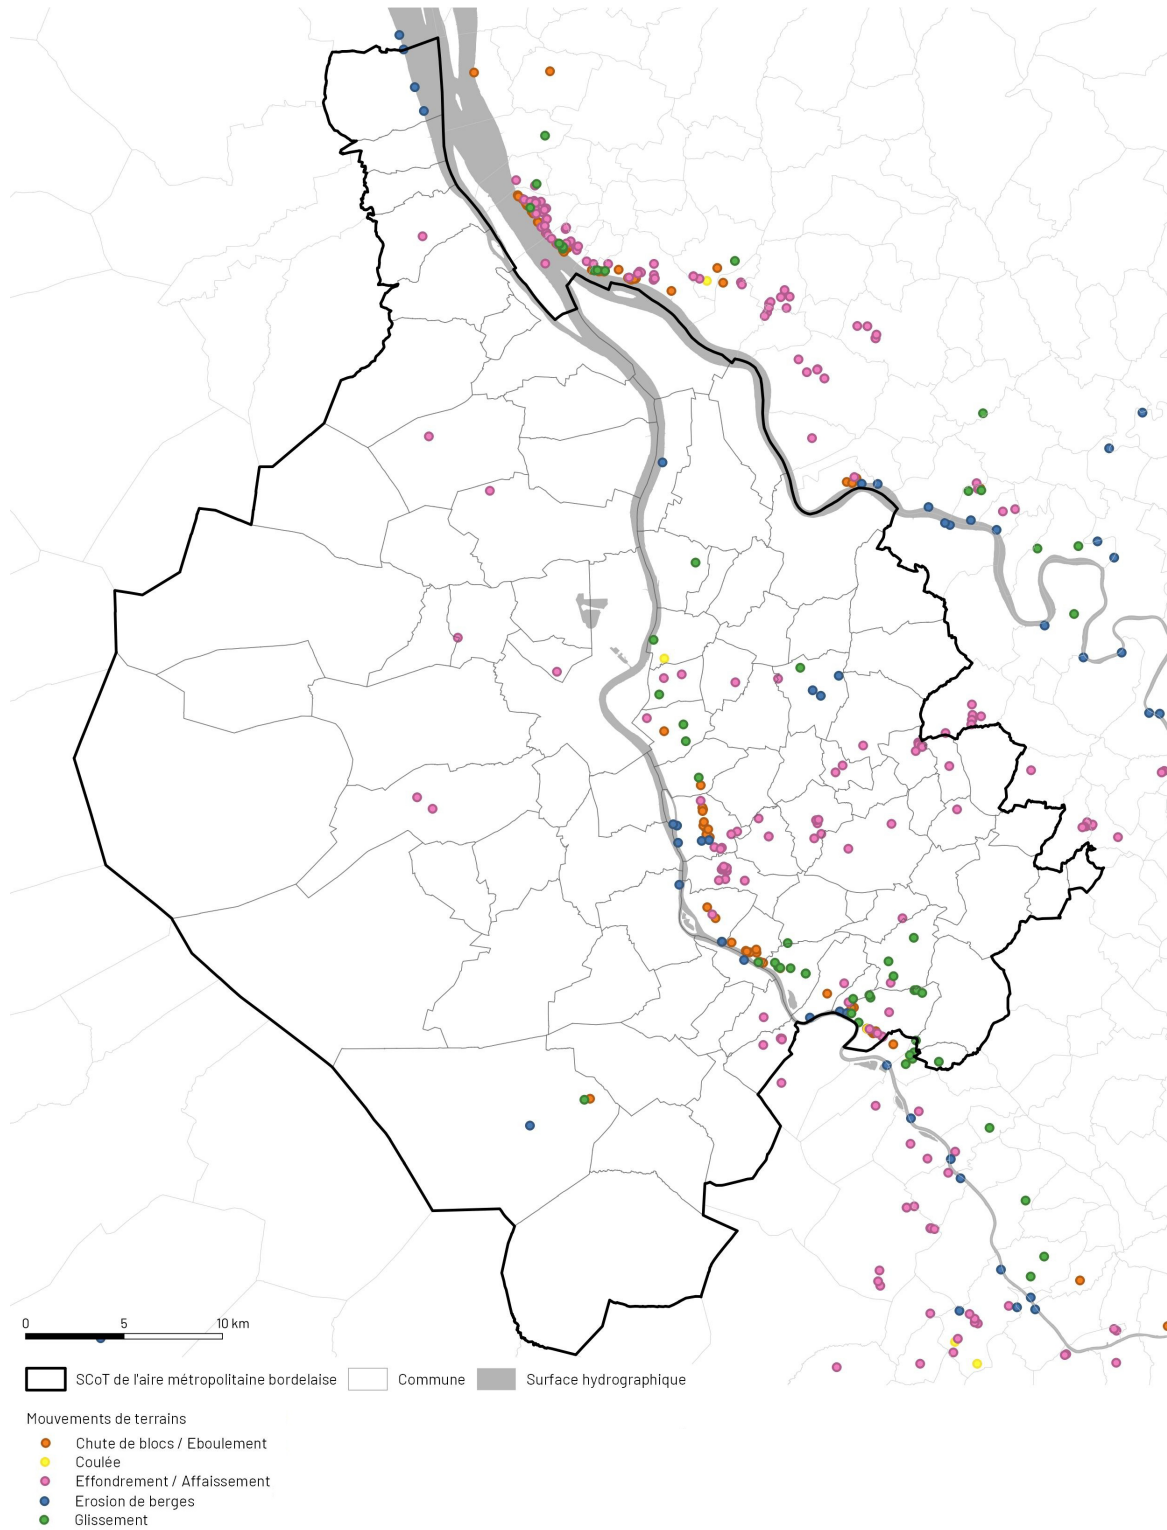 0 5 10 km
SCoT de l'aire métropolitaine bordelaise Commune Surface hydrographique
Mouvements de terrains
Chute de blocs / Eboulement
Coulée
Effondrement / Affaissement
Erosion de berges
Glissement